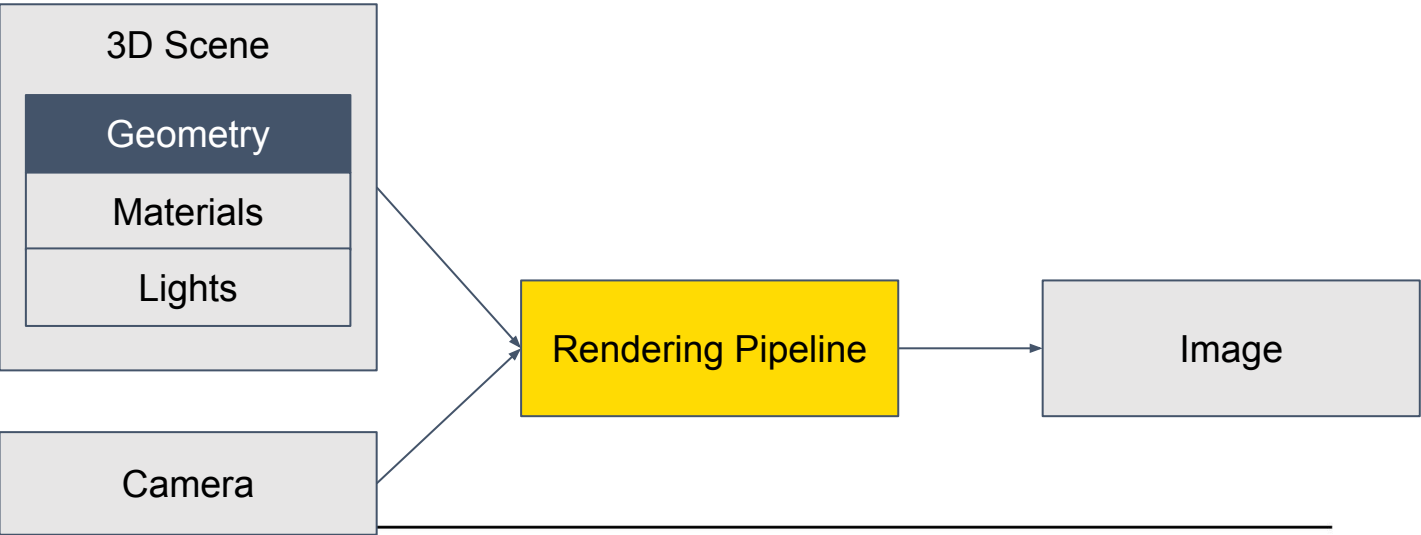 3D Scene
Geometry
Materials
Lights
Camera
Rendering Pipeline
Image